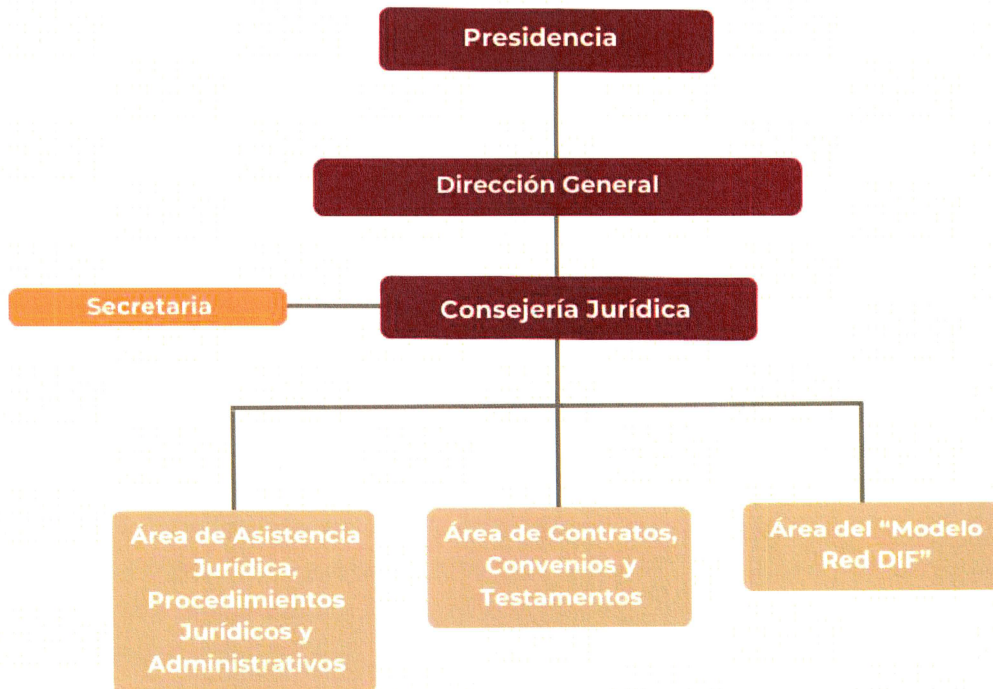 Presidencia
Dirección General
Secretaria
Consejería Jurídica
Área de Asistencia
Jurídica,
Procedimientos
Jurídicos y
Administrativos
Área de Contratos,
Convenios y
Testamentos
Área del “Modelo
Red DIF”